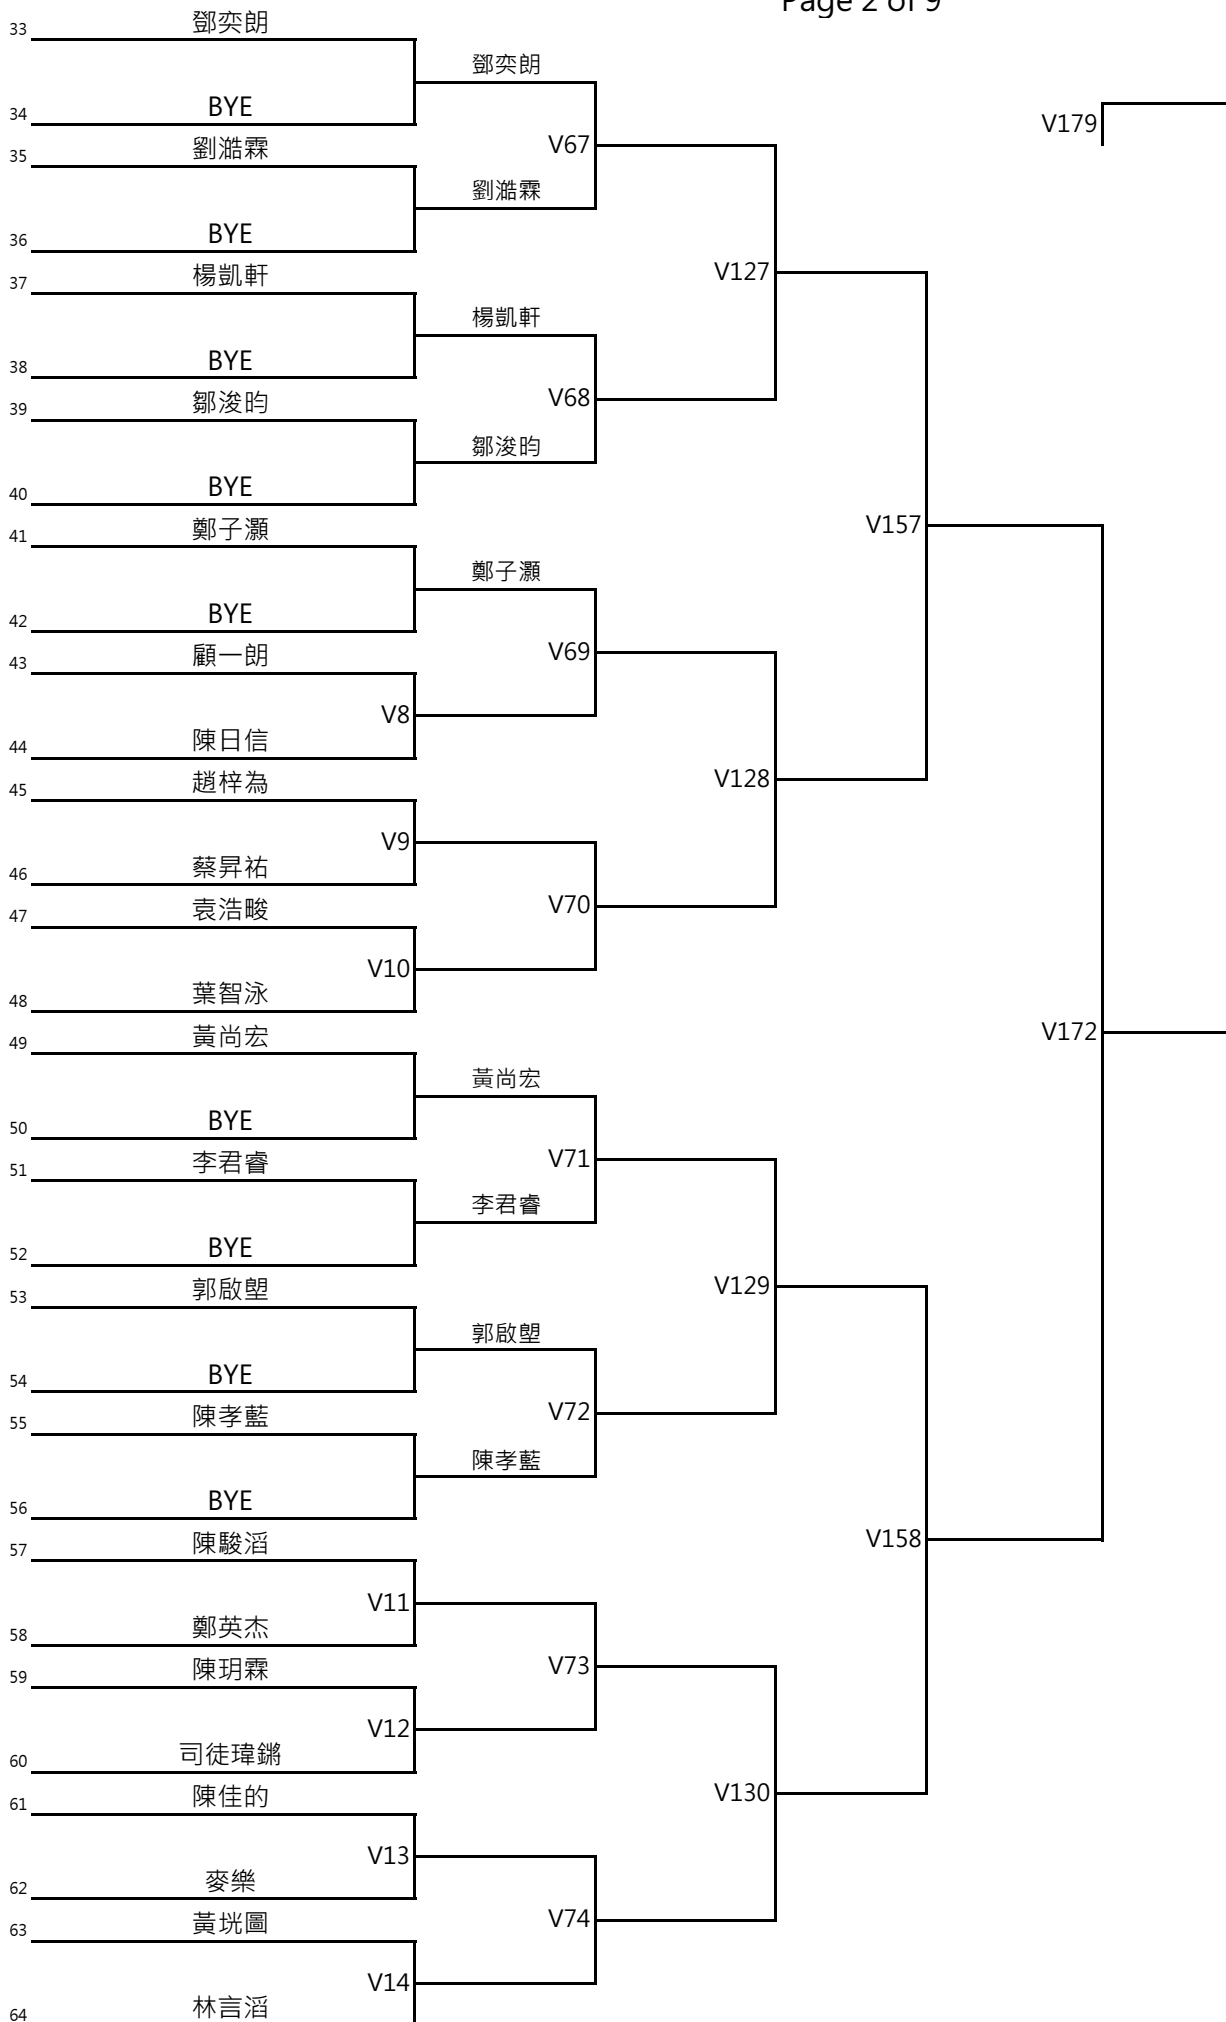 Page 2 of 9
33 鄧奕朗
鄧奕朗
34 BYE
V179
35 劉澔霖
V67
劉澔霖
36 BYE
37 楊凱軒
V127
楊凱軒
38 BYE
39 鄒浚昀
V68
鄒浚昀
40 BYE
41 鄭子灝
V157
鄭子灝
42 BYE
43 顧一朗
V69
V8
44 陳日信
45 趙梓為
V128
V9
46 蔡昇祐
47 袁浩畯
V70
V10
48 葉智泳
49 黃尚宏
V172
黃尚宏
50 BYE
51 李君睿
V71
李君睿
52 BYE
53 郭啟塱
V129
郭啟塱
54 BYE
55 陳孝藍
V72
陳孝藍
56 BYE
57 陳駿滔
V158
V11
58 鄭英杰
59 陳玥霖
V73
V12
60 司徒瑋鏘
61 陳佳的
V130
V13
62 麥樂
63 黃垙圖
V74
V14
64 林言滔